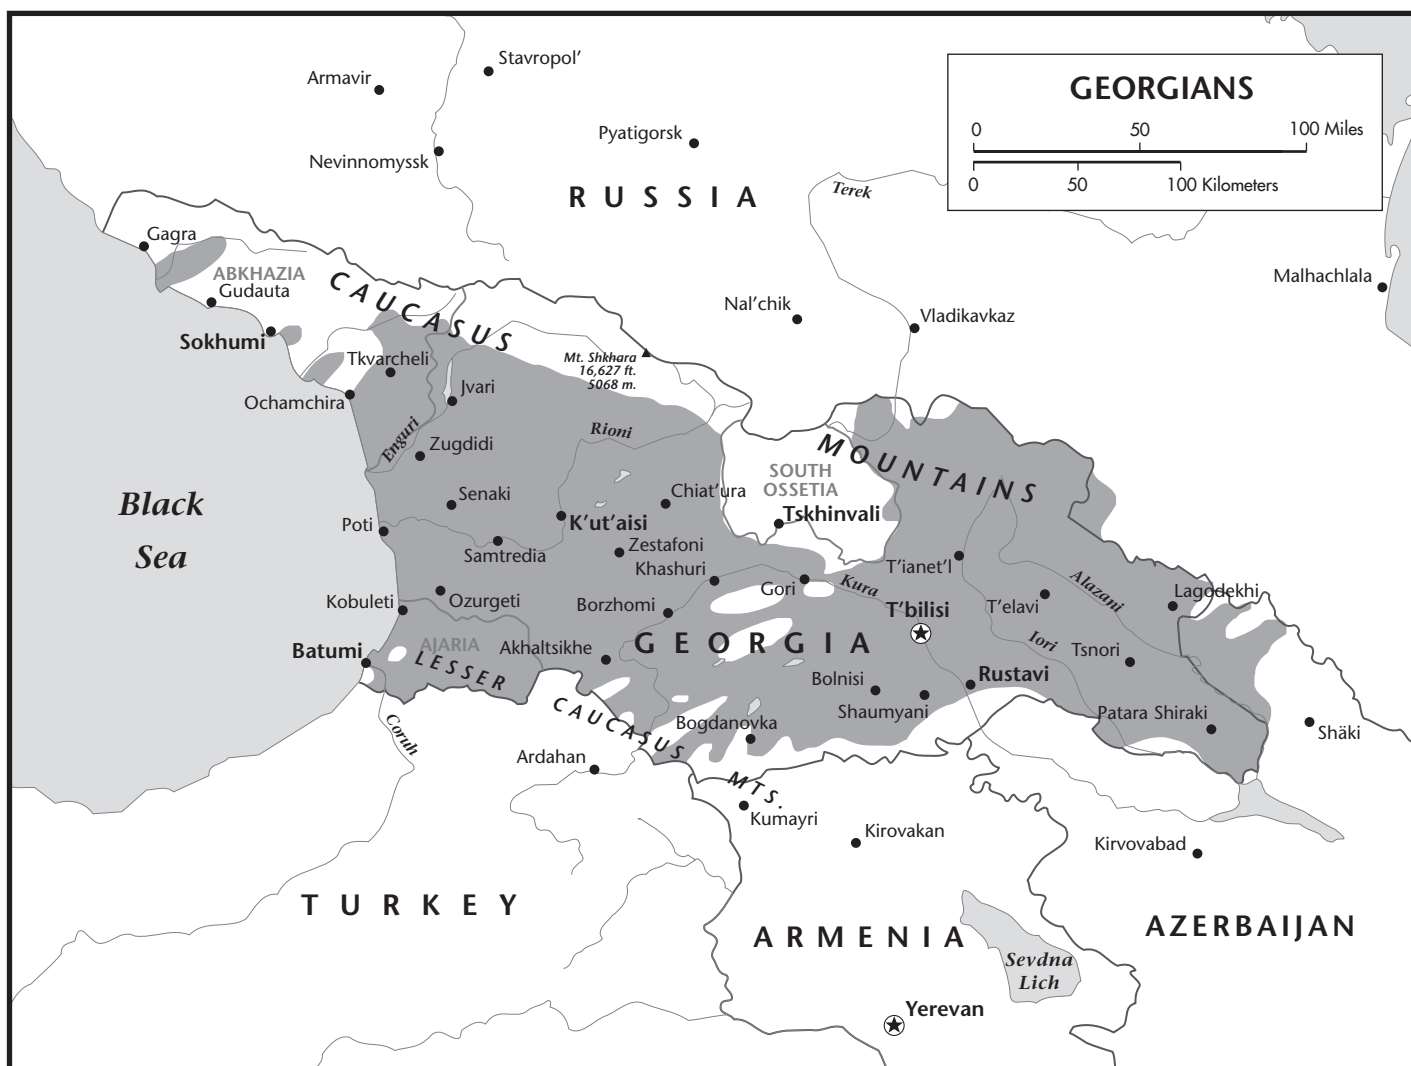 Stavropol’
Armavir
GEORGIANS
0 50 100 Miles
0 50 100 Kilometers
Pyatigorsk
Nevinnomyssk
RUSSIA
Terek
Gagra
ABKHAZIA
Gudauta
CAUCASUS
Malhachlala
Nal’chik
Vladikavkaz
Sokhumi
Tkvarcheli
Mt. Shkhara
16,627 ft.
5068 m.
Jvari
Ochamchira
Enguri
Rioni
Zugdidi
MOUNTAINS
SOUTH
OSSETIA
Black
Sea
Senaki
Chiat’ura
Tskhinvali
Poti
K’ut’aisi
Samtredia
Zestafoni
Khashuri
T’ianet’l
Gori
Kura
Alazani
Lagodekhi
Kobuleti
Ozurgeti
Borzhomi
T’bilisi
T’elavi
Batumi
AJARIA
LESSER
Akhaltsikhe
GEORGIA
Iori
Tsnori
Bolnisi
Rustavi
Shaumyani
Patara Shiraki
CAUCASUS
Bogdanovka
Coruh
Shäki
Ardahan
MTS.
Kumayri
Kirovakan
Kirvovabad
TURKEY
ARMENIA
AZERBAIJAN
Sevdna
Lich
Yerevan